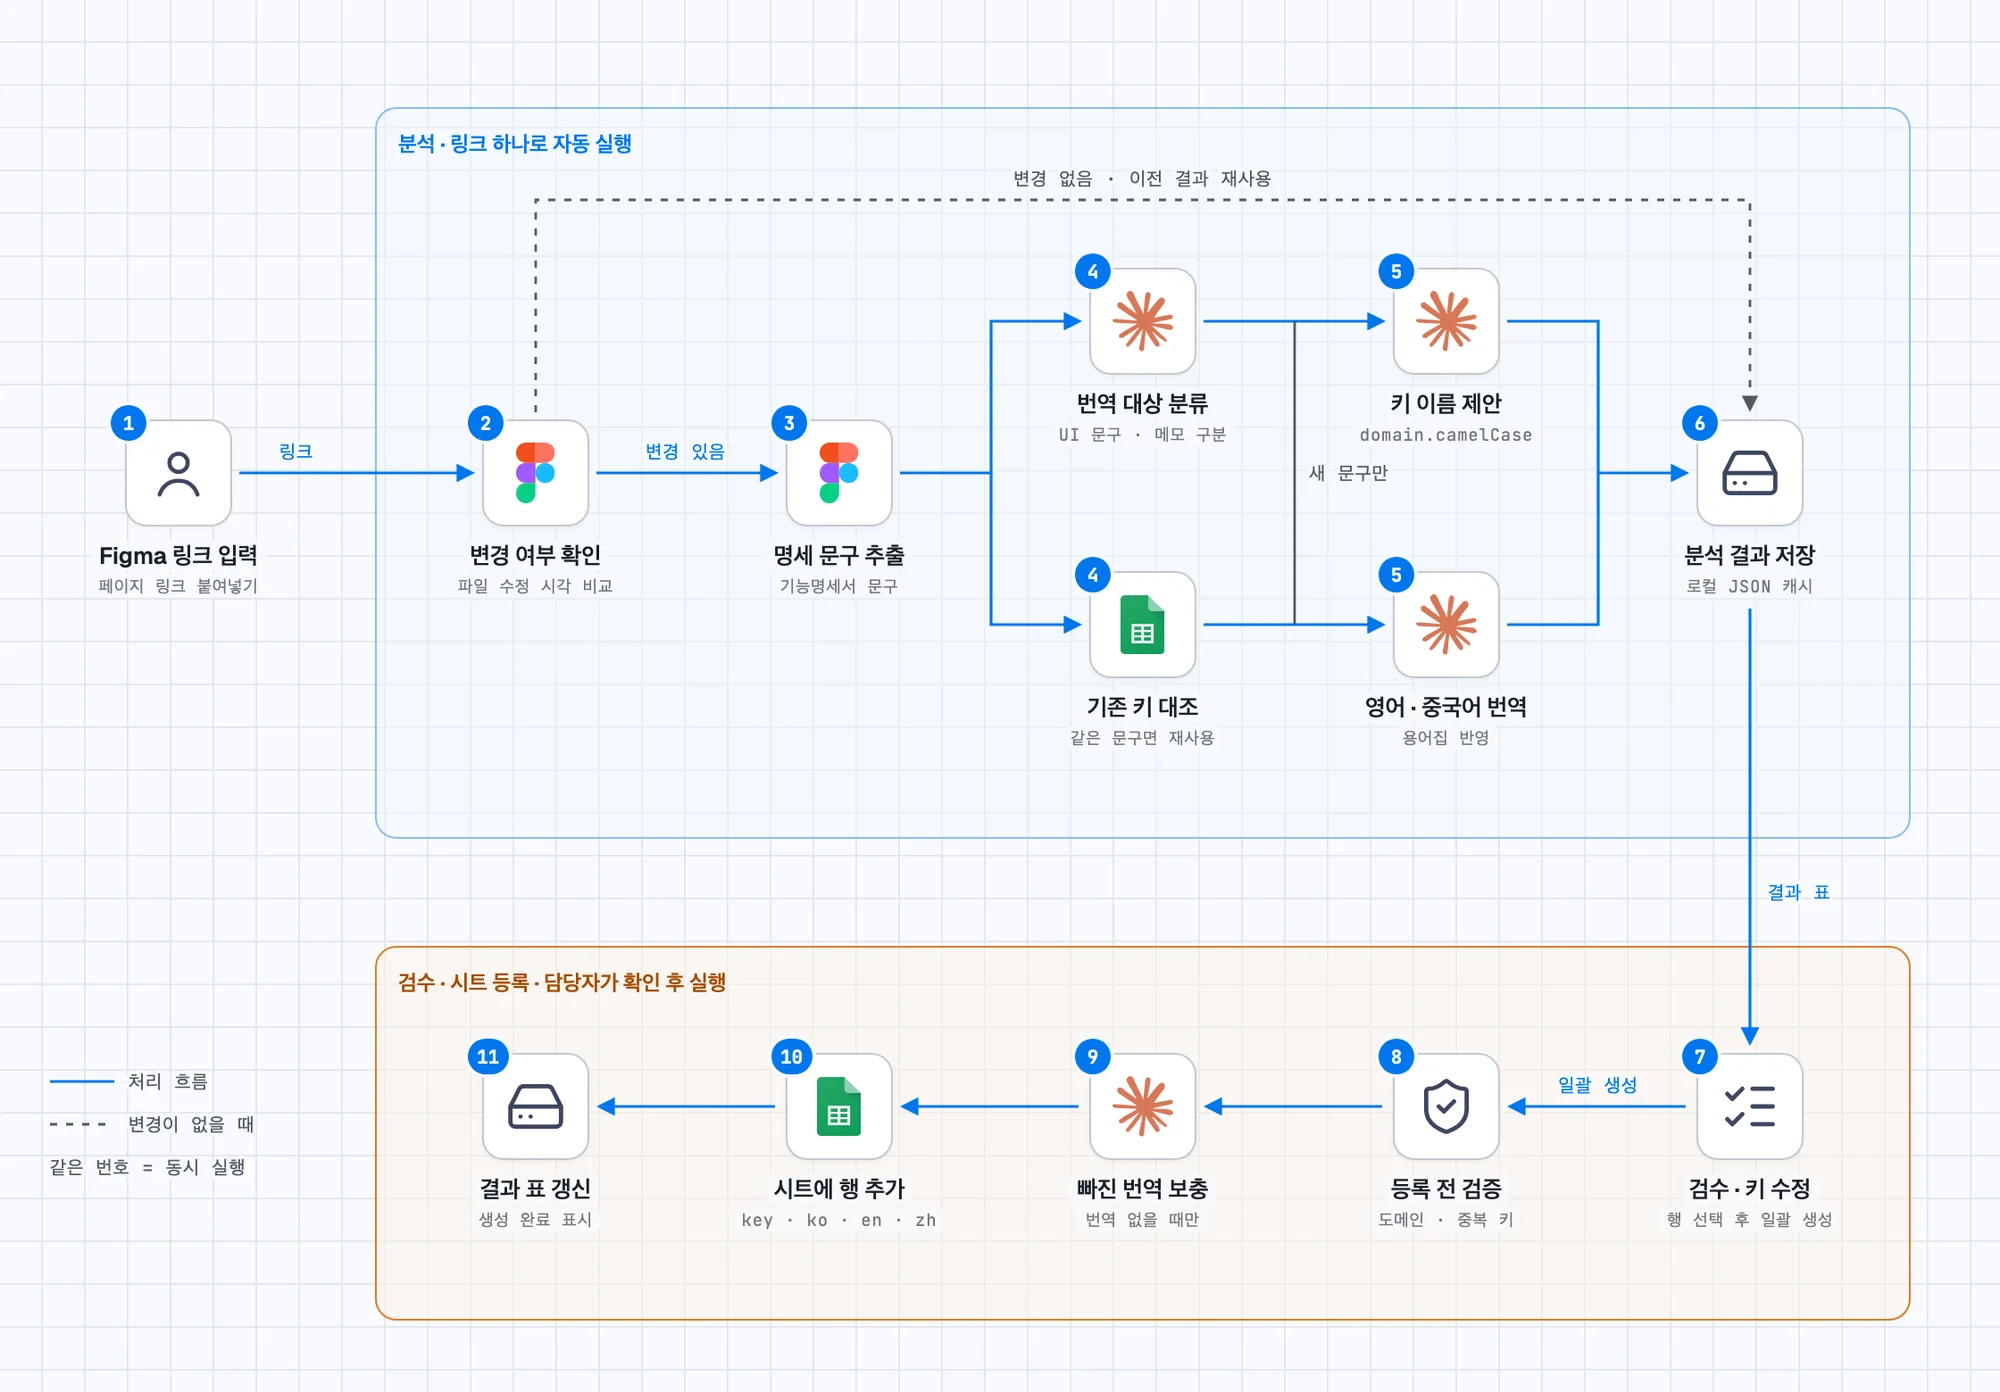 분석 · 링크 하나로 자동 실행
변경 없음 · 이전 결과 재사용
1
Figma 링크 입력
페이지 링크 붙여넣기
링크
2
변경 여부 확인
파일 수정 시각 비교
변경 있음
3
명세 문구 추출
기능명세서 문구
4
번역 대상 분류
UI 문구 · 메모 구분
4
기존 키 대조
같은 문구면 재사용
새 문구만
5
키 이름 제안
domain.camelCase
5
영어 · 중국어 번역
용어집 반영
6
분석 결과 저장
로컬 JSON 캐시
결과 표
검수 · 시트 등록 · 담당자가 확인 후 실행
7
검수 · 키 수정
행 선택 후 일괄 생성
일괄 생성
8
등록 전 검증
도메인 · 중복 키
9
빠진 번역 보충
번역 없을 때만
10
시트에 행 추가
key · ko · en · zh
11
결과 표 갱신
생성 완료 표시
처리 흐름
변경이 없을 때
같은 번호 = 동시 실행